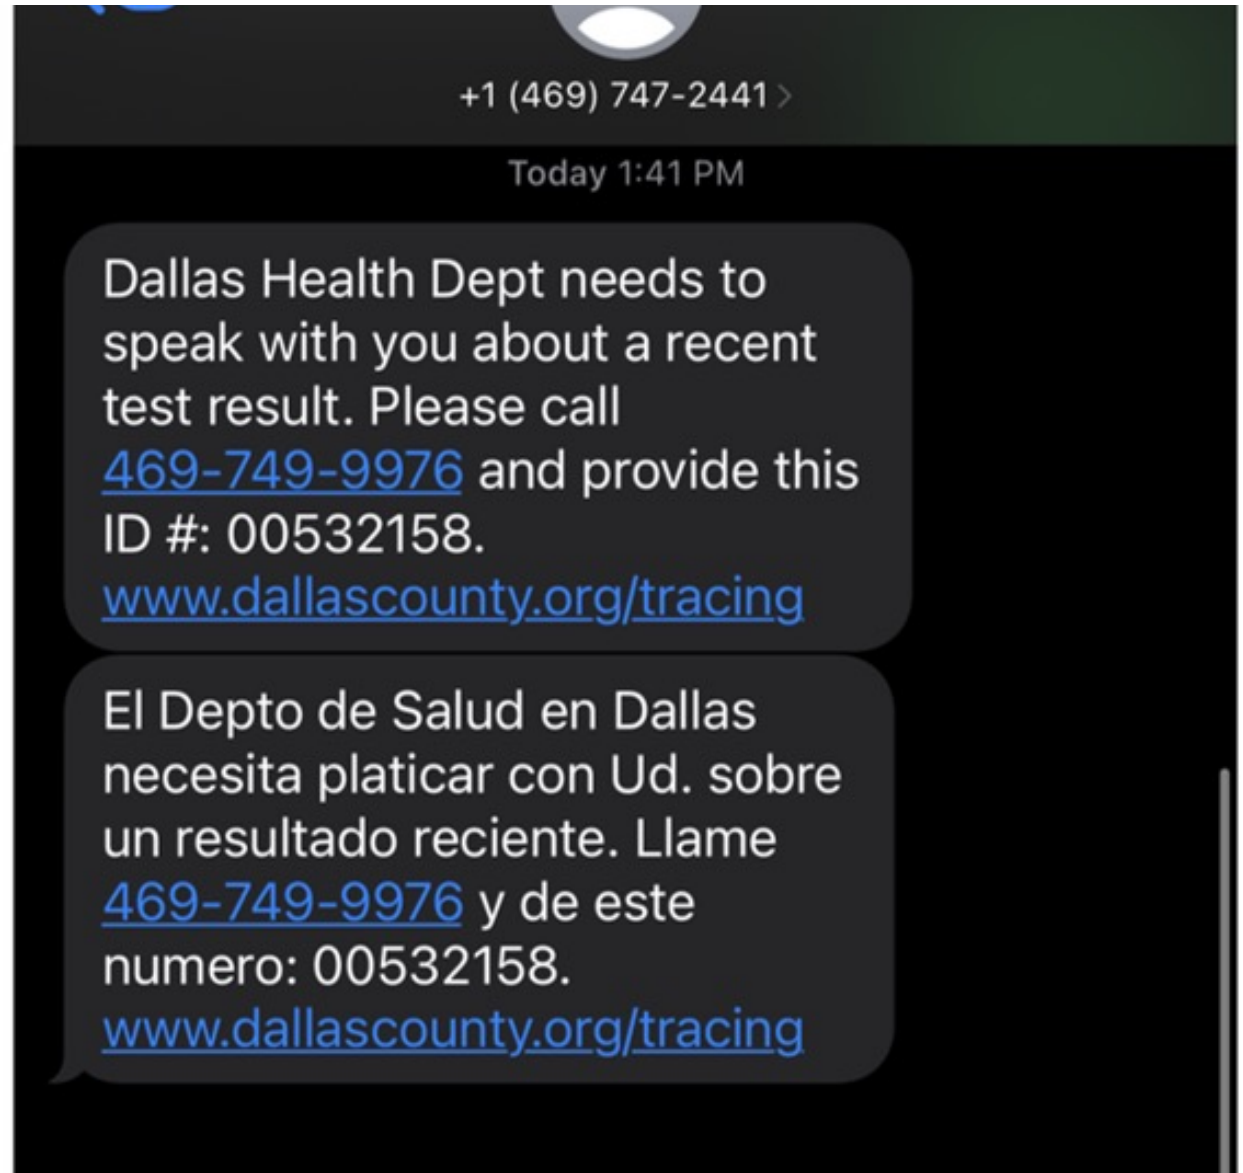 +1 (469) 747-2441 >
Today 1:41 PM
Dallas Health Dept needs to
speak with you about a recent
test result. Please call
469-749-9976 and provide this
ID #: 00532158.
www.dallascounty.org/tracing
El Depto de Salud en Dallas
necesita platicar con Ud. sobre
un resultado reciente. Llame
469-749-9976 y de este
numero: 00532158.
www.dallascounty.org/tracing